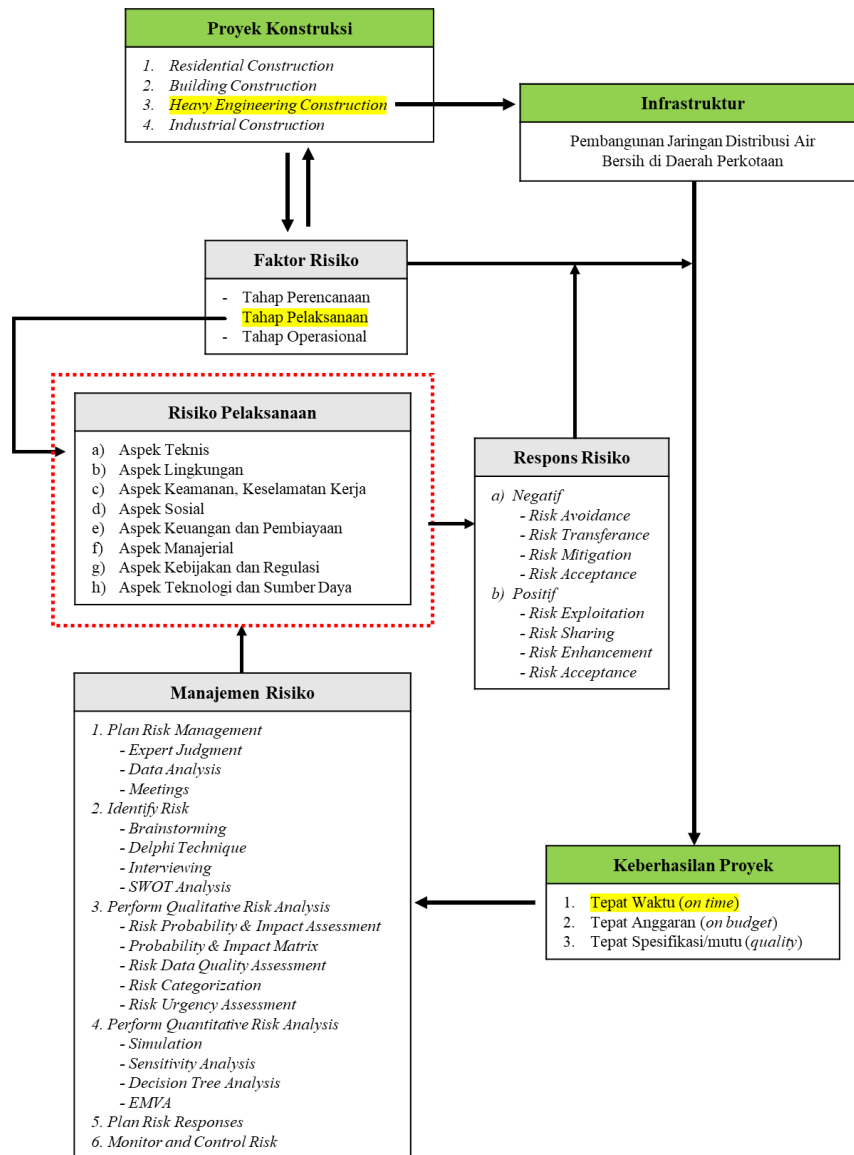 Proyek Konstruksi
1. Residential Construction
2. Building Construction
3. Heavy Engineering Construction
4. Industrial Construction
Infrastruktur
Pembangunan Jaringan Distribusi Air
Bersih di Daerah Perkotaan
Faktor Risiko
- Tahap Perencanaan
- Tahap Pelaksanaan
- Tahap Operasional
Risiko Pelaksanaan
a) Aspek Teknis
b) Aspek Lingkungan
c) Aspek Keamanan, Keselamatan Kerja
d) Aspek Sosial
e) Aspek Keuangan dan Pembiayaan
f) Aspek Manajerial
g) Aspek Kebijakan dan Regulasi
h) Aspek Teknologi dan Sumber Daya
Respons Risiko
a) Negatif
- Risk Avoidance
- Risk Transferance
- Risk Mitigation
- Risk Acceptance
b) Positif
- Risk Exploitation
- Risk Sharing
- Risk Enhancement
- Risk Acceptance
Manajemen Risiko
1. Plan Risk Management
- Expert Judgment
- Data Analysis
- Meetings
2. Identify Risk
- Brainstorming
- Delphi Technique
- Interviewing
- SWOT Analysis
3. Perform Qualitative Risk Analysis
- Risk Probability & Impact Assessment
- Probability & Impact Matrix
- Risk Data Quality Assessment
- Risk Categorization
- Risk Urgency Assessment
4. Perform Quantitative Risk Analysis
- Simulation
- Sensitivity Analysis
- Decision Tree Analysis
- EMVA
5. Plan Risk Responses
6. Monitor and Control Risk
Keberhasilan Proyek
1. Tepat Waktu (on time)
2. Tepat Anggaran (on budget)
3. Tepat Spesifikasi/mutu (quality)